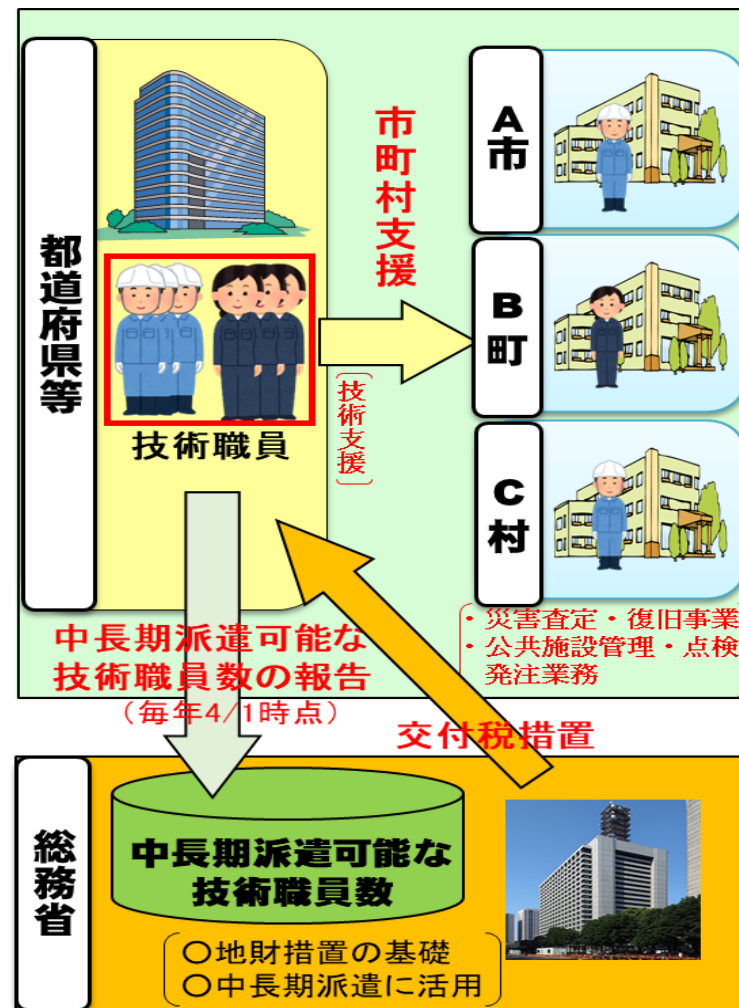 都道府県等
技術職員
市町村支援
〔技術支援〕
A市
B町
C村
・災害査定・復旧事業
・公共施設管理・点検
発注業務
中長期派遣可能な
技術職員数の報告
（毎年4/1時点）
交付税措置
総務省
中長期派遣可能な
技術職員数
○地財措置の基礎
○中長期派遣に活用